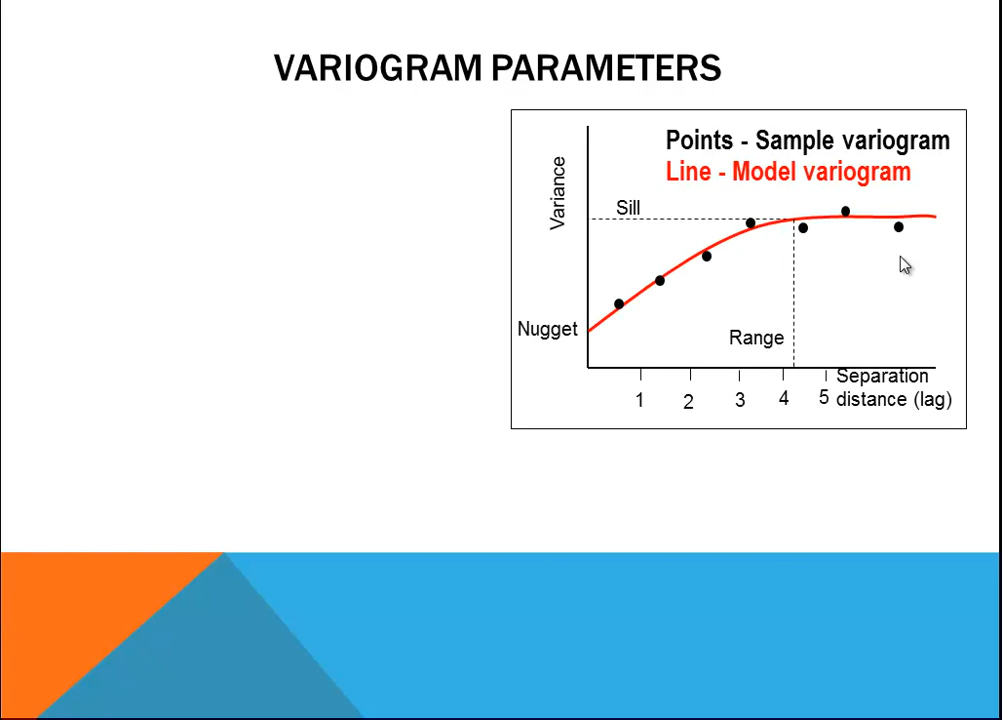 VARIOGRAM PARAMETERS
Points - Sample variogram
Line - Model variogram
Variance
Sill
Nugget
Range
1 2 3 4 5
Separation
distance (lag)